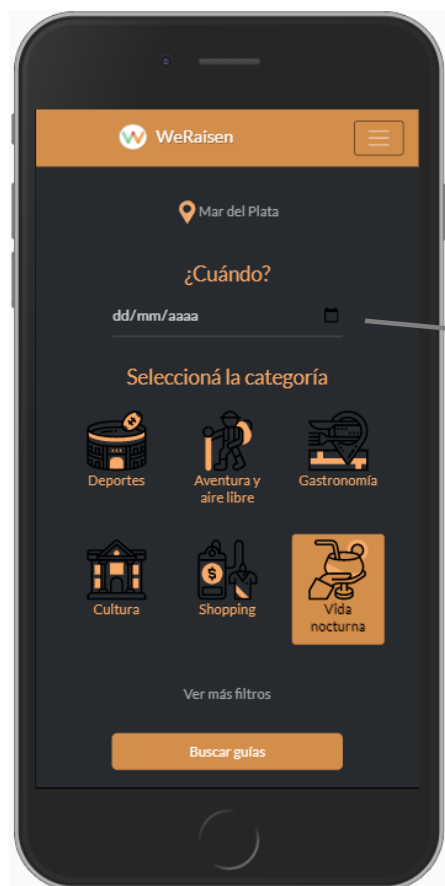 WeRaisen
Mar del Plata
¿Cuándo?
dd/mm/aaaa
Seleccioná la categoría
Deportes
Aventura y
aire libre
Gastronomía
Cultura
Shopping
Vida
nocturna
Ver más filtros
Buscar guías